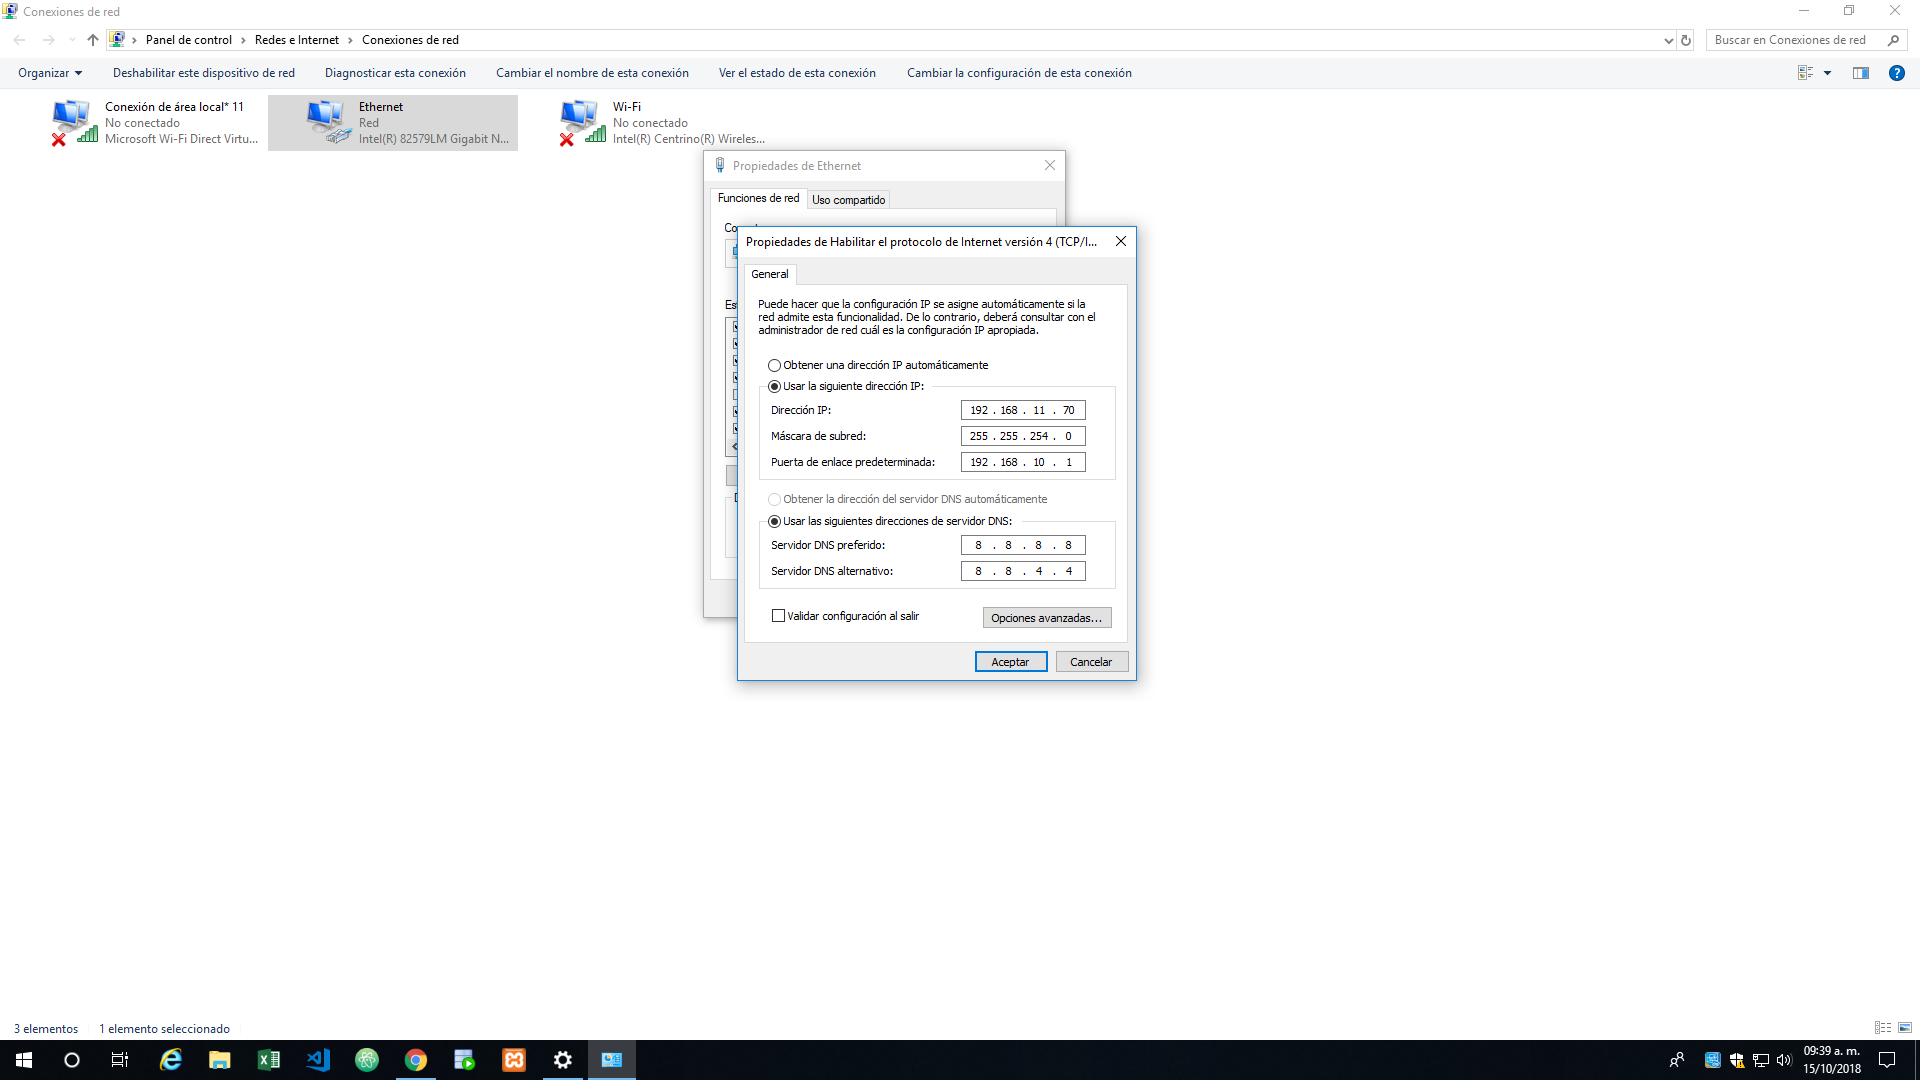 Conexiones de red
Panel de control > Redes e Internet > Conexiones de red
Buscar en Conexiones de red
Organizar
Deshabilitar este dispositivo de red
Diagnosticar esta conexión
Cambiar el nombre de esta conexión
Ver el estado de esta conexión
Cambiar la configuración de esta conexión
Conexión de área local* 11
No conectado
Microsoft Wi-Fi Direct Virtu...
Ethernet
Red
Intel(R) 82579LM Gigabit N...
Wi-Fi
No conectado
Intel(R) Centrino(R) Wireles...
Propiedades de Ethernet
Funciones de red
Uso compartido
Propiedades de Habilitar el protocolo de Internet versión 4 (TCP/I...
General
Puede hacer que la configuración IP se asigne automáticamente si la
red admite esta funcionalidad. De lo contrario, deberá consultar con el
administrador de red cuál es la configuración IP apropiada.
Obtener una dirección IP automáticamente
Usar la siguiente dirección IP:
Dirección IP: 192 . 168 . 11 . 70
Máscara de subred: 255 . 255 . 254 . 0
Puerta de enlace predeterminada: 192 . 168 . 10 . 1
Obtener la dirección del servidor DNS automáticamente
Usar las siguientes direcciones de servidor DNS:
Servidor DNS preferido: 8 . 8 . 8 . 8
Servidor DNS alternativo: 8 . 8 . 4 . 4
Validar configuración al salir
Opciones avanzadas...
Aceptar
Cancelar
3 elementos
1 elemento seleccionado
09:39 a. m.
15/10/2018